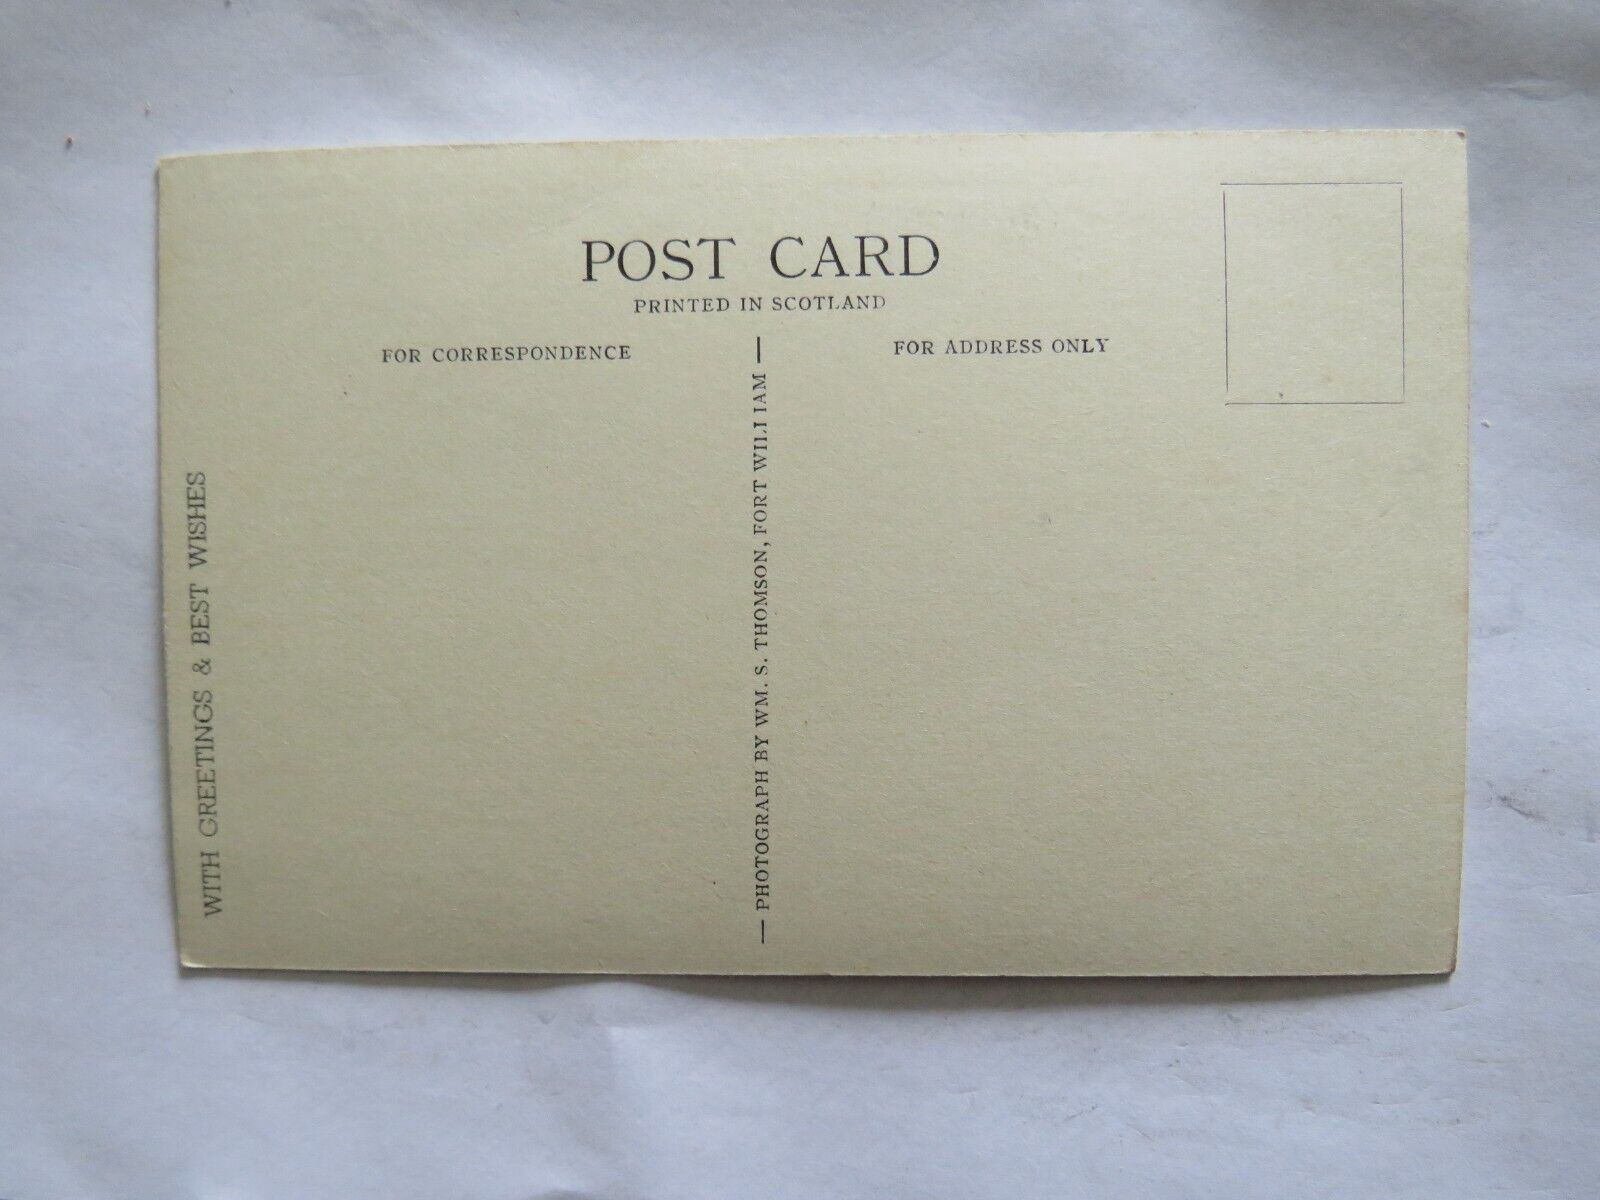 POST CARD
PRINTED IN SCOTLAND
FOR CORRESPONDENCE
FOR ADDRESS ONLY
WITH GREETINGS & BEST WISHES
— PHOTOGRAPH BY WM. S. THOMSON, FORT WILLIAM —